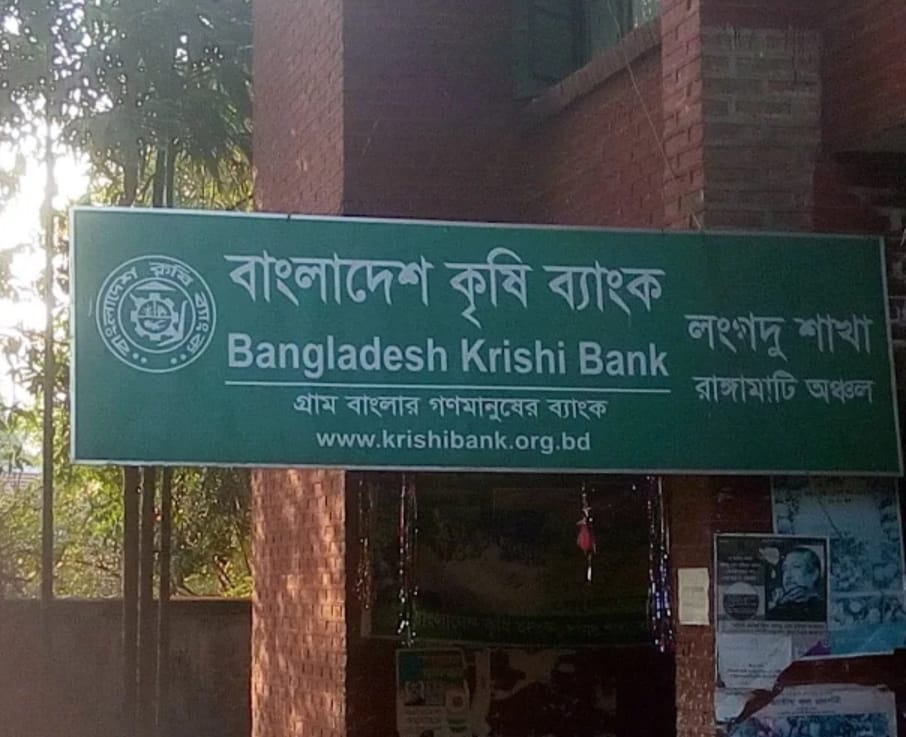 বাংলাদেশ কৃষি ব্যাংক
বাংলাদেশ কৃষি ব্যাংক
Bangladesh Krishi Bank
গ্রাম বাংলার গণমানুষের ব্যাংক
www.krishibank.org.bd
লংগদু শাখা
রাঙ্গামাটি অঞ্চল
বাংলাদেশ কৃষি